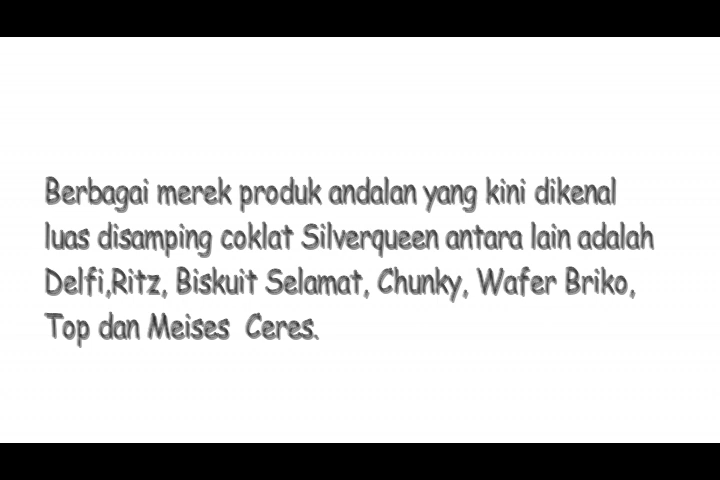 Berbagai merek produk andalan yang kini dikenal
luas disamping coklat Silverqueen antara lain adalah
Delfi,Ritz, Biskuit Selamat, Chunky, Wafer Briko,
Top dan Meises  Ceres.